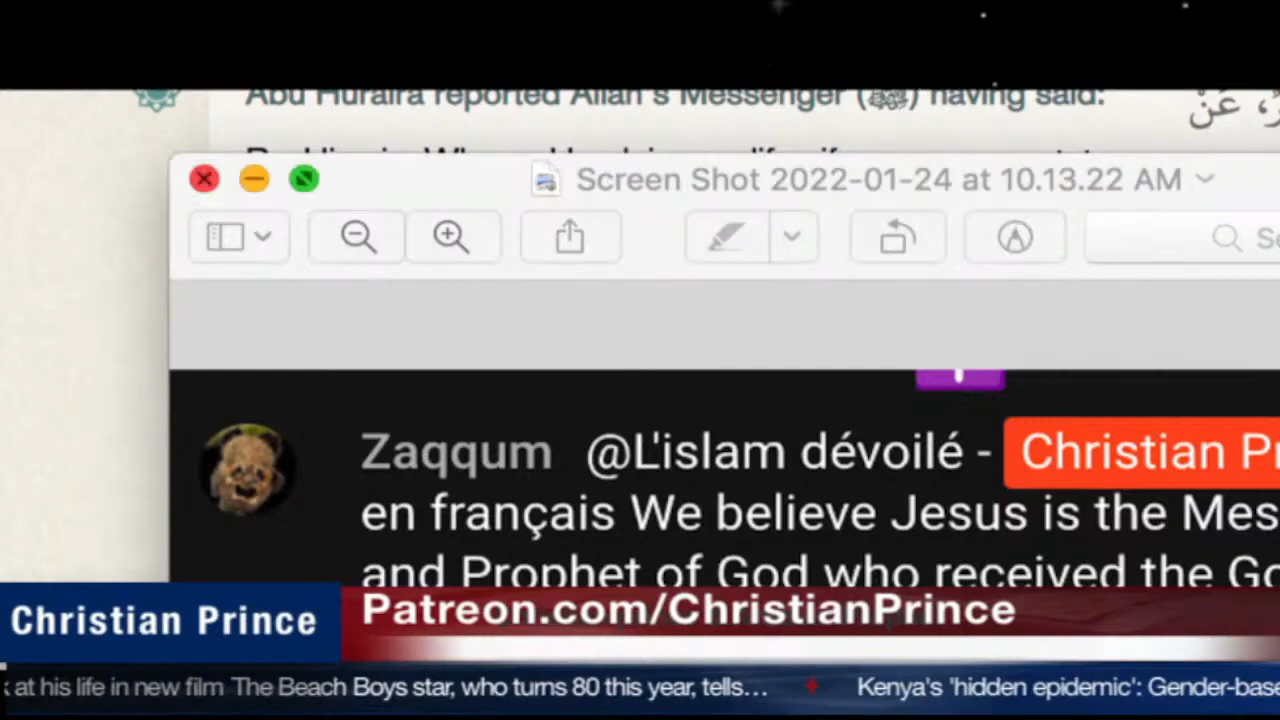 Abu Huraira reported Allah's Messenger (ﷺ) having said:
عَنْ
Screen Shot 2022-01-24 at 10.13.22 AM
Zaqqum @L'islam dévoilé - Christian Pr
en français We believe Jesus is the Mes
and Prophet of God who received the Go
Christian Prince
Patreon.com/ChristianPrince
at his life in new film The Beach Boys star, who turns 80 this year, tells... Kenya's 'hidden epidemic': Gender-base